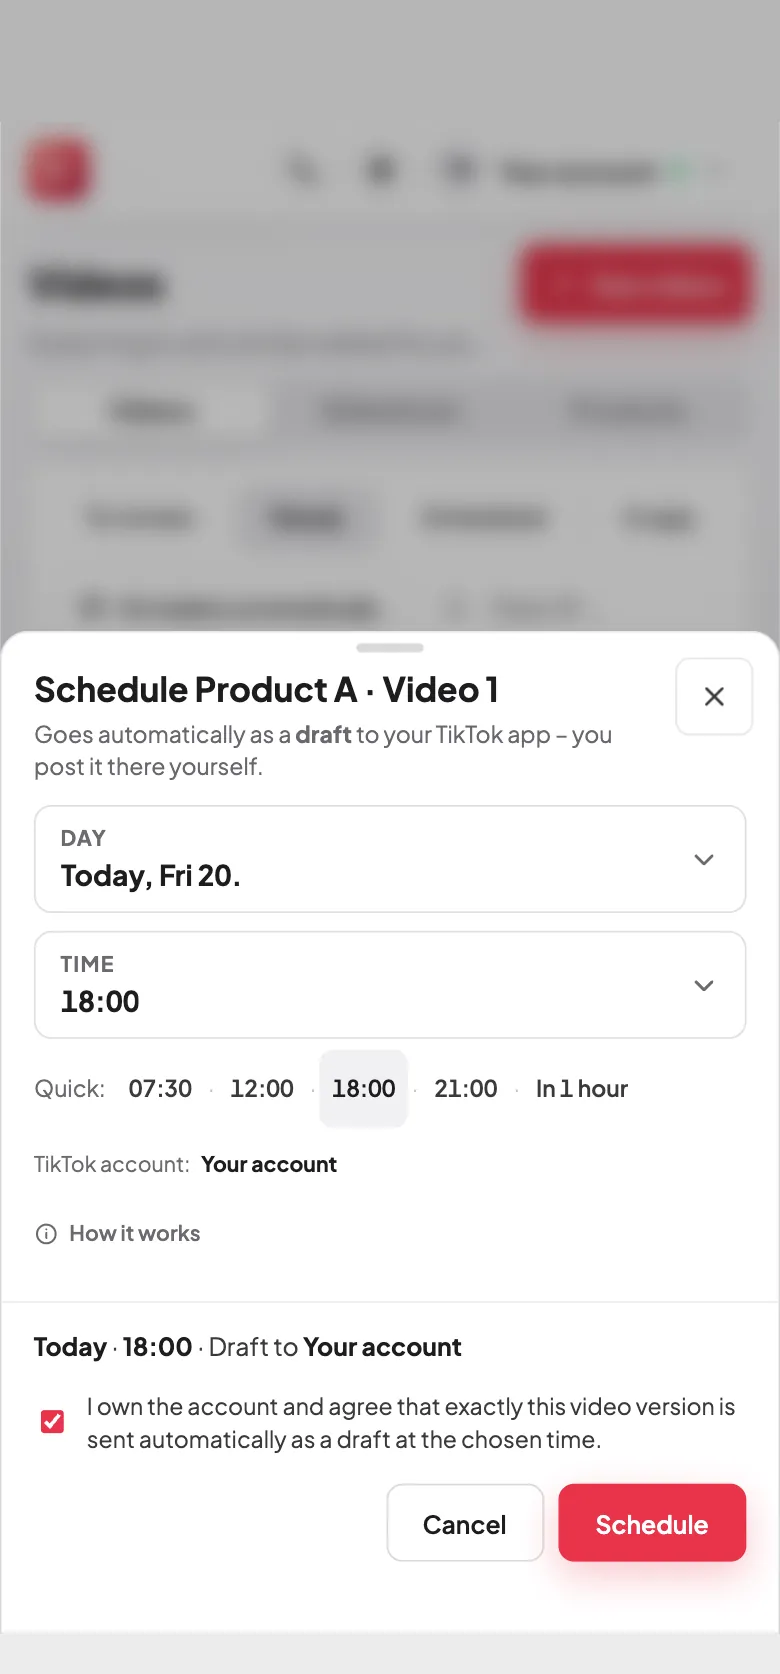 Videos
Videos
Schedule Product A · Video 1
Goes automatically as a draft to your TikTok app – you
post it there yourself.
DAY
Today, Fri 20.
TIME
18:00
Quick: 07:30 · 12:00 · 18:00 · 21:00 · In 1 hour
TikTok account: Your account
How it works
Today · 18:00 · Draft to Your account
I own the account and agree that exactly this video version is
sent automatically as a draft at the chosen time.
Cancel
Schedule